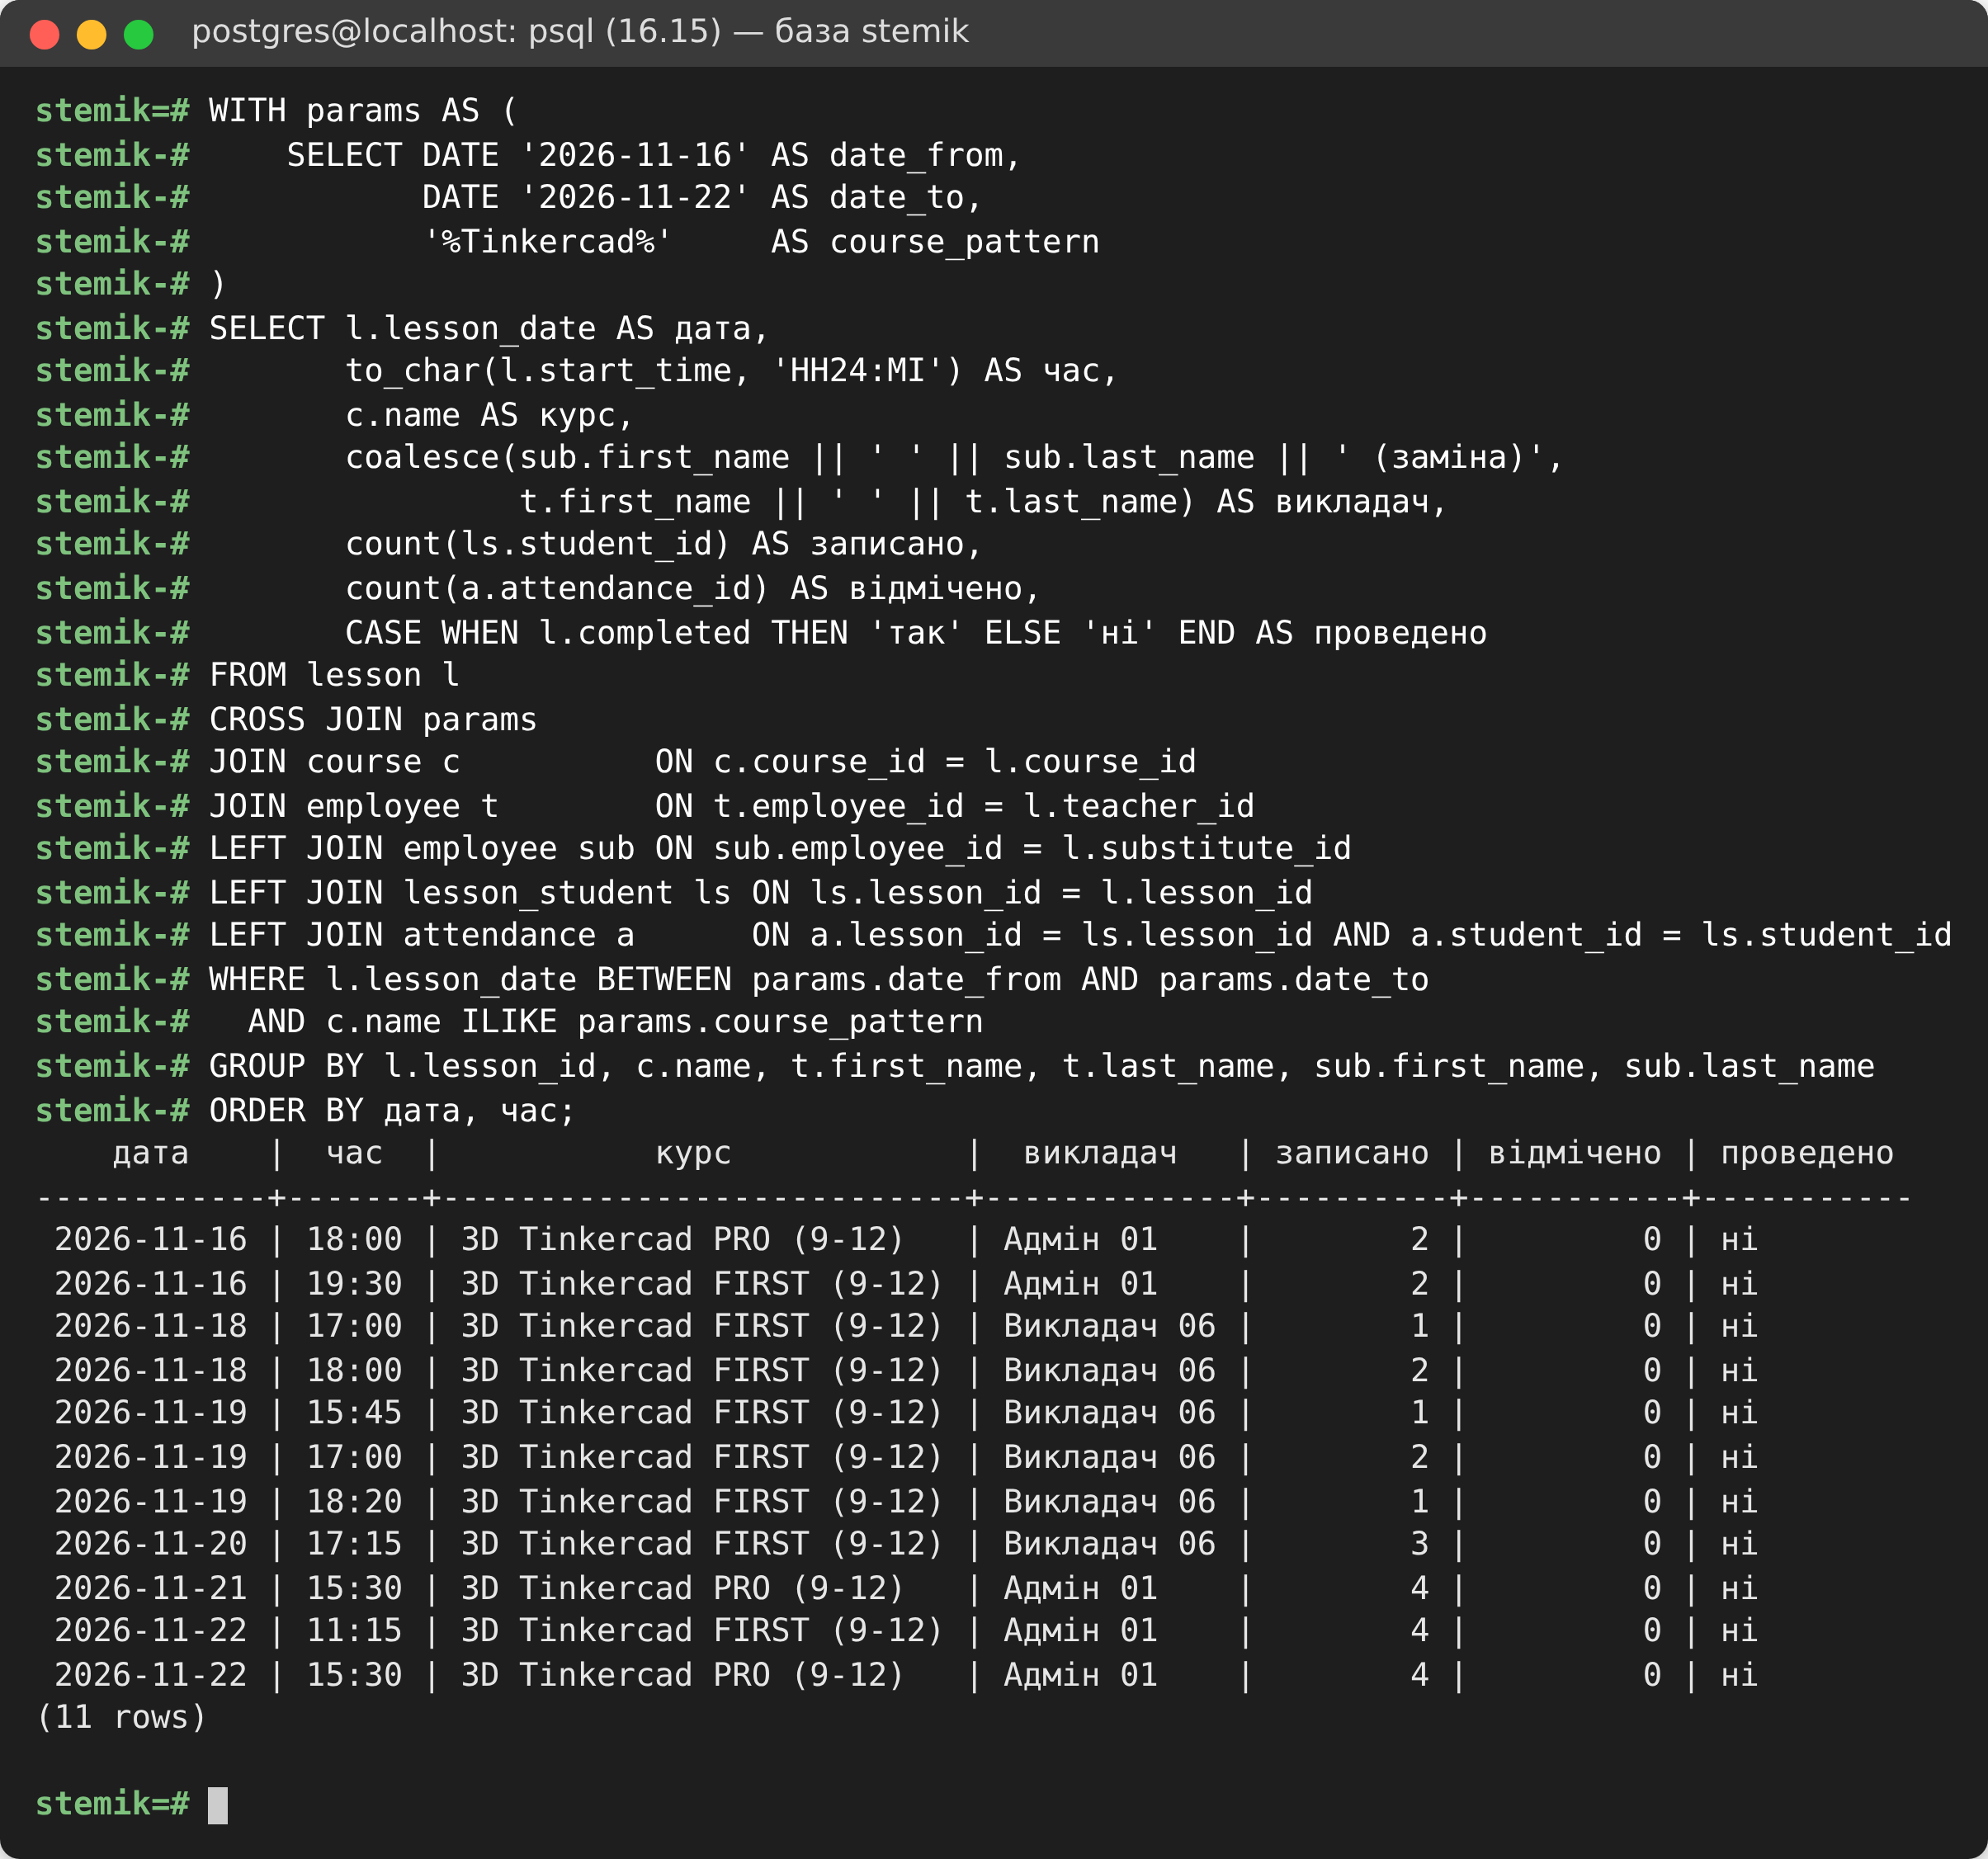 postgres@localhost: psql (16.15) — база stemik
stemik=# WITH params AS (
stemik-#     SELECT DATE '2026-11-16' AS date_from,
stemik-#            DATE '2026-11-22' AS date_to,
stemik-#            '%Tinkercad%'     AS course_pattern
stemik-# )
stemik-# SELECT l.lesson_date AS дата,
stemik-#        to_char(l.start_time, 'HH24:MI') AS час,
stemik-#        c.name AS курс,
stemik-#        coalesce(sub.first_name || ' ' || sub.last_name || ' (заміна)',
stemik-#                 t.first_name || ' ' || t.last_name) AS викладач,
stemik-#        count(ls.student_id) AS записано,
stemik-#        count(a.attendance_id) AS відмічено,
stemik-#        CASE WHEN l.completed THEN 'так' ELSE 'ні' END AS проведено
stemik-# FROM lesson l
stemik-# CROSS JOIN params
stemik-# JOIN course c          ON c.course_id = l.course_id
stemik-# JOIN employee t        ON t.employee_id = l.teacher_id
stemik-# LEFT JOIN employee sub ON sub.employee_id = l.substitute_id
stemik-# LEFT JOIN lesson_student ls ON ls.lesson_id = l.lesson_id
stemik-# LEFT JOIN attendance a      ON a.lesson_id = ls.lesson_id AND a.student_id = ls.student_id
stemik-# WHERE l.lesson_date BETWEEN params.date_from AND params.date_to
stemik-#   AND c.name ILIKE params.course_pattern
stemik-# GROUP BY l.lesson_id, c.name, t.first_name, t.last_name, sub.first_name, sub.last_name
stemik-# ORDER BY дата, час;
    дата    |  час  |           курс            |  викладач   | записано | відмічено | проведено
------------+-------+---------------------------+-------------+----------+-----------+-----------
 2026-11-16 | 18:00 | 3D Tinkercad PRO (9-12)   | Адмін 01    |        2 |         0 | ні
 2026-11-16 | 19:30 | 3D Tinkercad FIRST (9-12) | Адмін 01    |        2 |         0 | ні
 2026-11-18 | 17:00 | 3D Tinkercad FIRST (9-12) | Викладач 06 |        1 |         0 | ні
 2026-11-18 | 18:00 | 3D Tinkercad FIRST (9-12) | Викладач 06 |        2 |         0 | ні
 2026-11-19 | 15:45 | 3D Tinkercad FIRST (9-12) | Викладач 06 |        1 |         0 | ні
 2026-11-19 | 17:00 | 3D Tinkercad FIRST (9-12) | Викладач 06 |        2 |         0 | ні
 2026-11-19 | 18:20 | 3D Tinkercad FIRST (9-12) | Викладач 06 |        1 |         0 | ні
 2026-11-20 | 17:15 | 3D Tinkercad FIRST (9-12) | Викладач 06 |        3 |         0 | ні
 2026-11-21 | 15:30 | 3D Tinkercad PRO (9-12)   | Адмін 01    |        4 |         0 | ні
 2026-11-22 | 11:15 | 3D Tinkercad FIRST (9-12) | Адмін 01    |        4 |         0 | ні
 2026-11-22 | 15:30 | 3D Tinkercad PRO (9-12)   | Адмін 01    |        4 |         0 | ні
(11 rows)
stemik=#